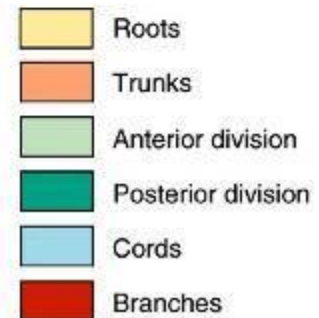 Roots
Trunks
Anterior division
Posterior division
Cords
Branches